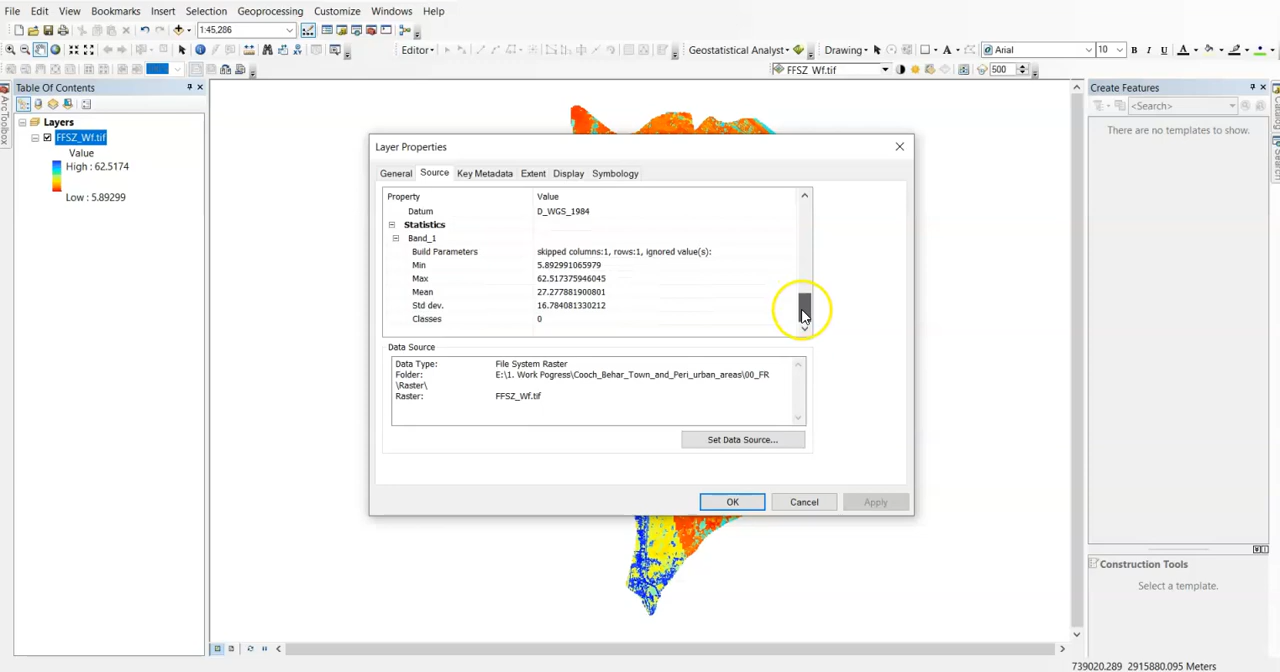 File Edit View Bookmarks Insert Selection Geoprocessing Customize Windows Help
1:45,286
Editor Geostatistical Analyst Drawing Arial 10 B I U A
FFSZ_Wf.tif 500
Table Of Contents
Layers
FFSZ_Wf.tif
Value
High : 62.5174
Low : 5.89299
ArcToolbox
Layer Properties
General Source Key Metadata Extent Display Symbology
Property Value
Datum D_WGS_1984
Statistics
Band_1
Build Parameters skipped columns:1, rows:1, ignored value(s):
Min 5.892991065979
Max 62.517375946045
Mean 27.277881900801
Std dev. 16.784081330212
Classes 0
Data Source
Data Type: File System Raster
Folder: E:\1. Work Pogress\Cooch_Behar_Town_and_Peri_urban_areas\00_FR
\Raster\
Raster: FFSZ_Wf.tif
Set Data Source...
OK Cancel Apply
Create Features
<Search>
There are no templates to show.
Construction Tools
Select a template.
Catalog
Search
739020.289 2915880.095 Meters